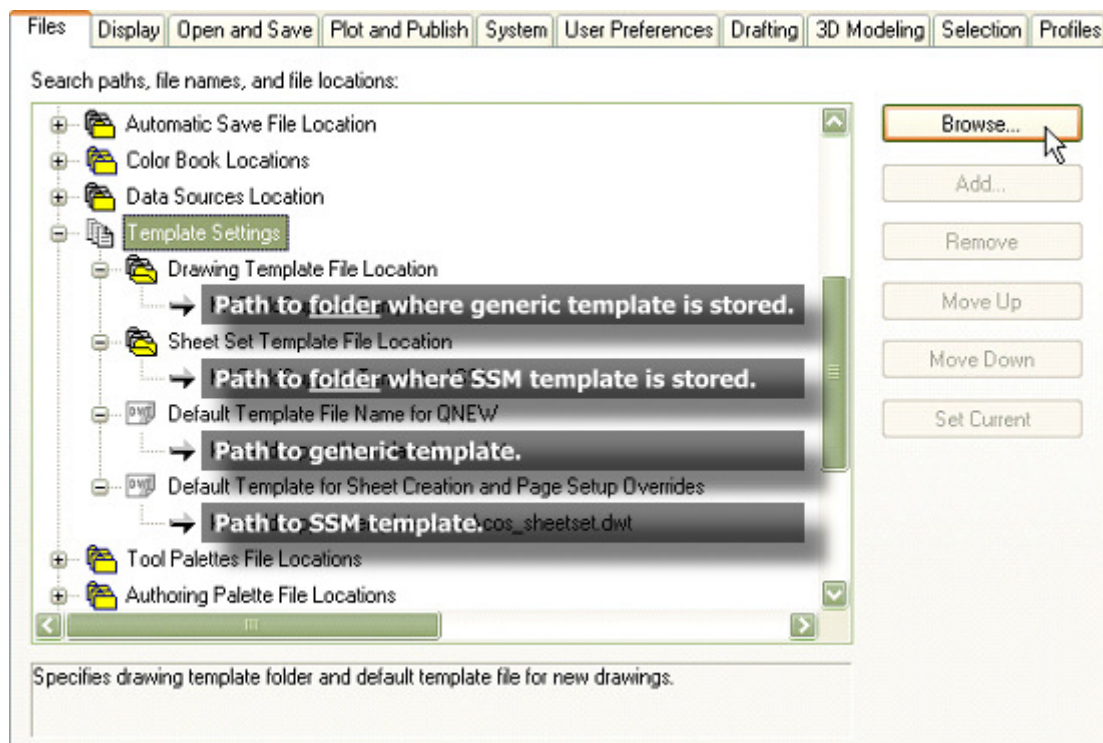 Files Display Open and Save Plot and Publish System User Preferences Drafting 3D Modeling Selection Profiles
Search paths, file names, and file locations:
Automatic Save File Location
Color Book Locations
Data Sources Location
Template Settings
Drawing Template File Location
Path to folder where generic template is stored.
Sheet Set Template File Location
Path to folder where SSM template is stored.
Default Template File Name for QNEW
Path to generic template.
Default Template for Sheet Creation and Page Setup Overrides
Path to SSM template. cos_sheetset.dwt
Tool Palettes File Locations
Authoring Palette File Locations
Browse...
Add...
Remove
Move Up
Move Down
Set Current
Specifies drawing template folder and default template file for new drawings.